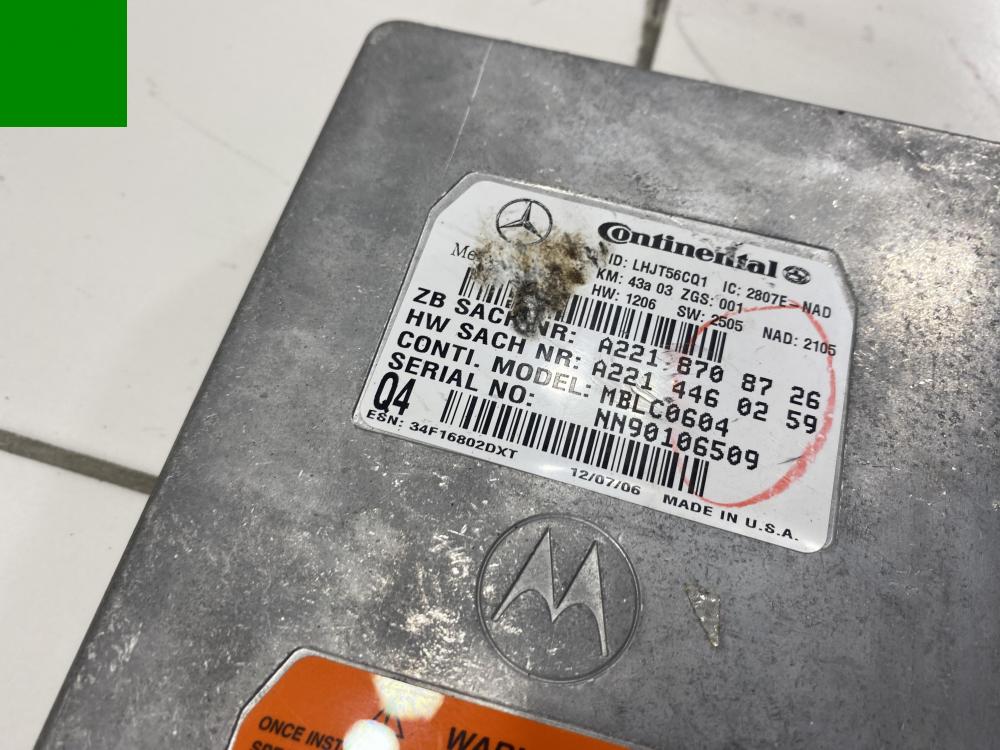 Continental
ID: LHJT56CQ1 IC: 2807E-NAD
KM: 43a 03 ZGS: 001
HW: 1206 SW: 2505 NAD: 2105
ZB SACH NR: A221 870 87 26
HW SACH NR: A221 446 02 59
CONTI. MODEL: MBLC0604
SERIAL NO: NN90106509
Q4
ESN: 34F16802DXT
12/07/06 MADE IN U.S.A.
ONCE